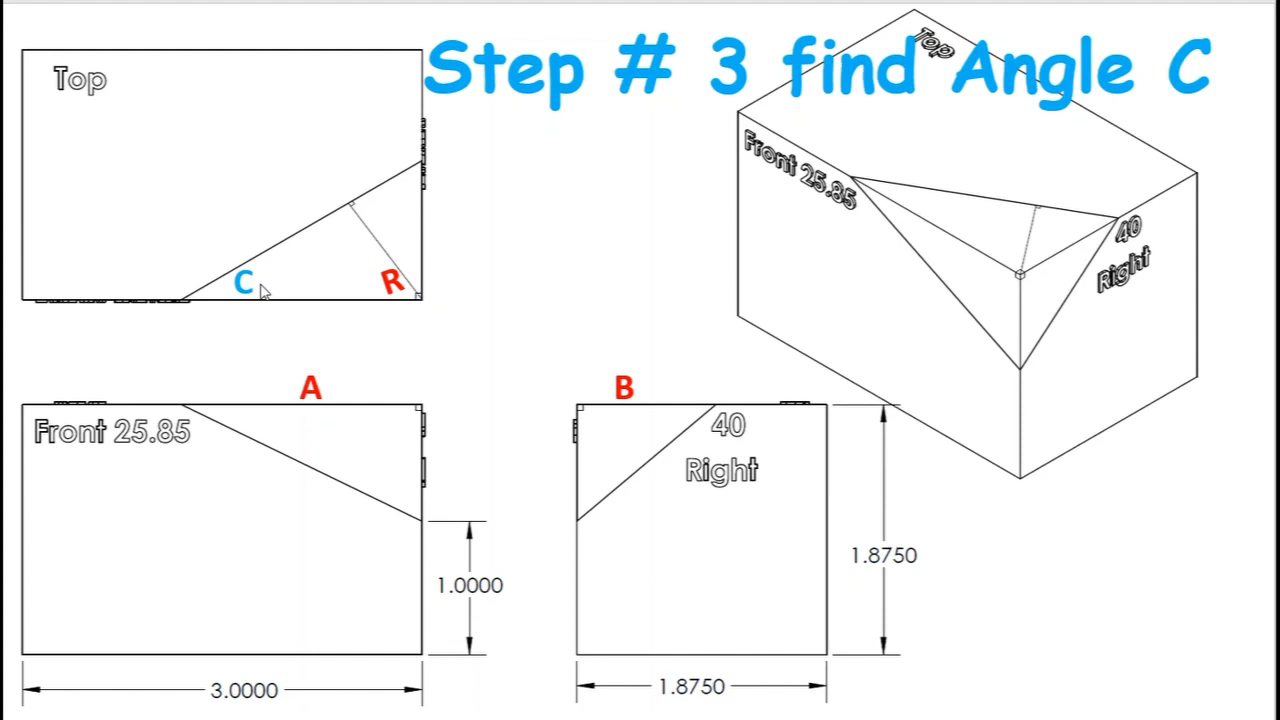 Step # 3 find Angle C
Top
Top
Front 25.85
40
Right
C
R
A
B
Front 25.85
40
Right
1.0000
1.8750
3.0000
1.8750